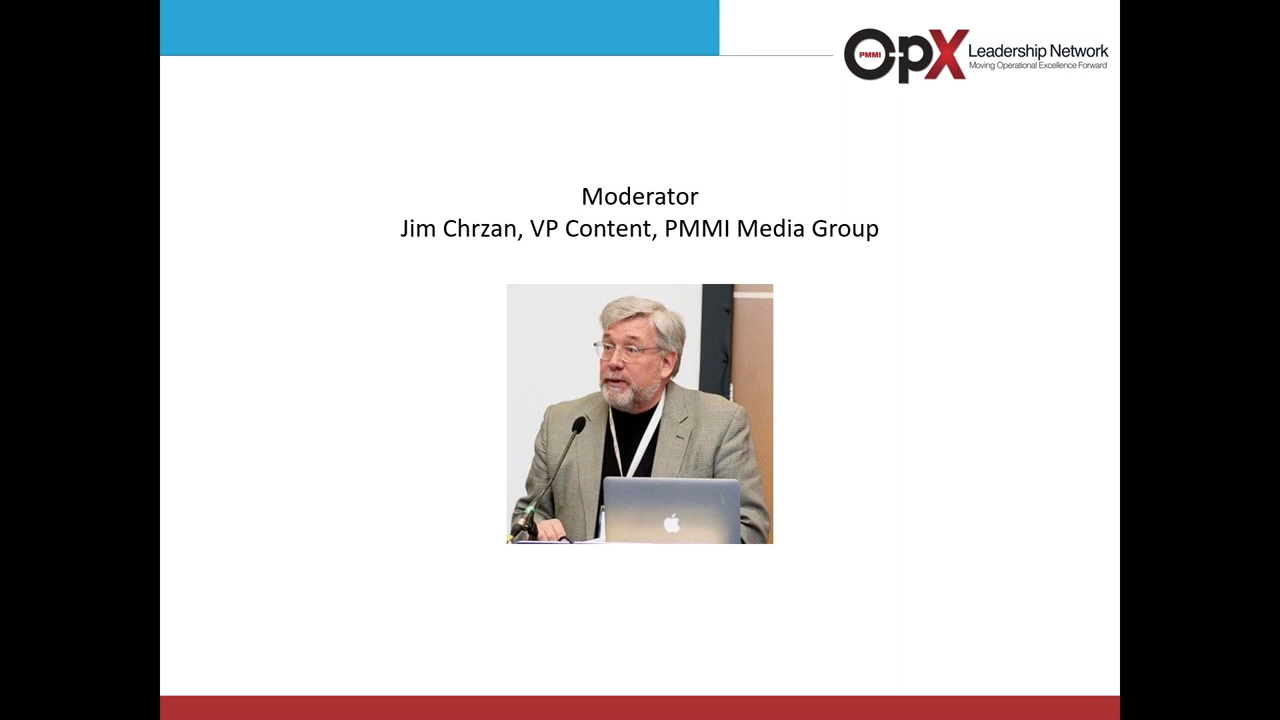 PMMI
OpX
Leadership Network
Moving Operational Excellence Forward
Moderator
Jim Chrzan, VP Content, PMMI Media Group